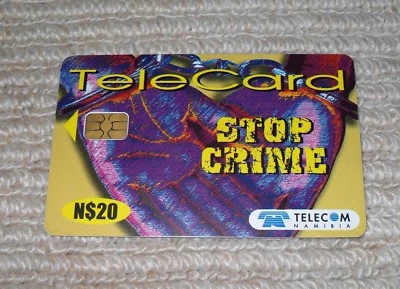 TeleCard
STOP
CRIME
N$20
TELECOM
NAMIBIA